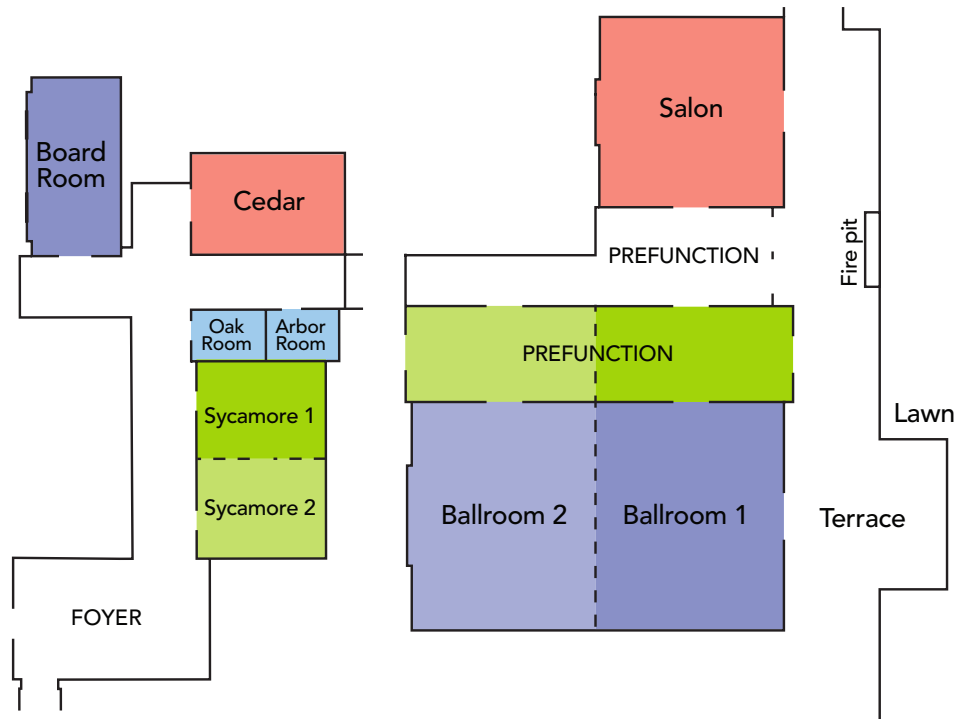 Salon
Board
Room
Cedar
PREFUNCTION
Fire pit
Oak
Room
Arbor
Room
PREFUNCTION
Sycamore 1
Lawn
Sycamore 2
Ballroom 2
Ballroom 1
Terrace
FOYER